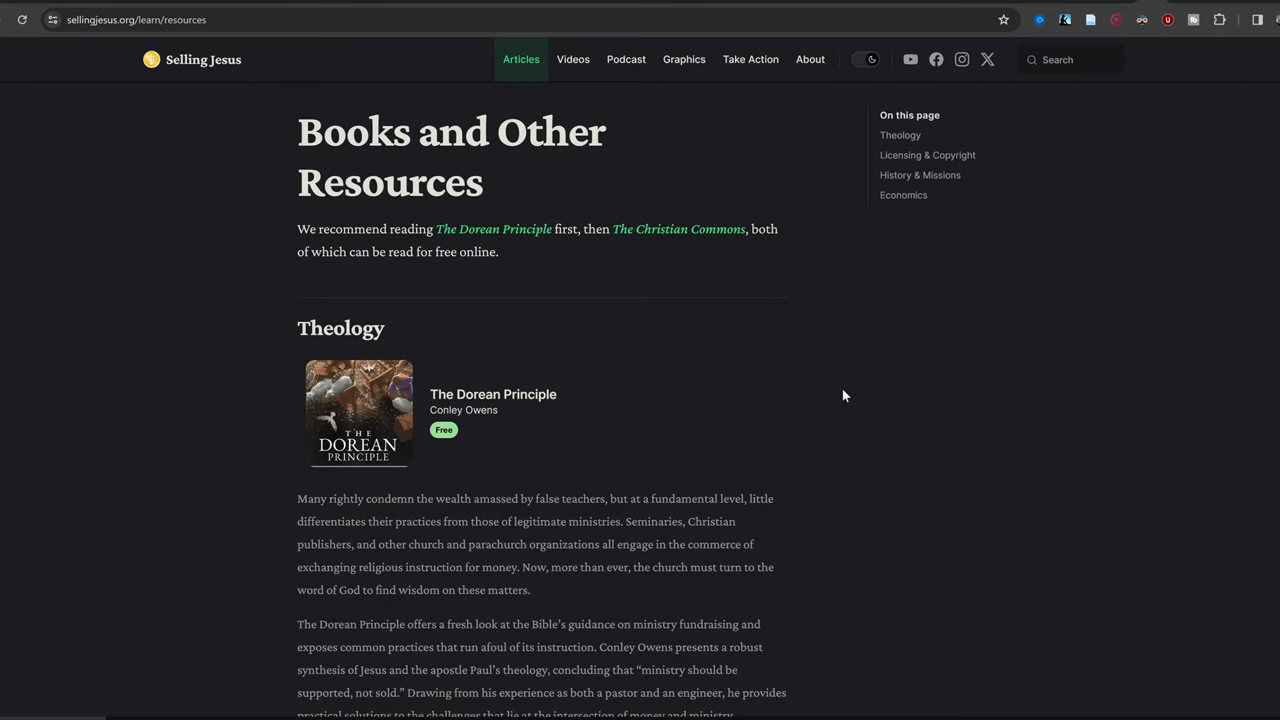 sellingjesus.org/learn/resources
Selling Jesus
Articles
Videos
Podcast
Graphics
Take Action
About
Search
Books and Other
Resources
We recommend reading The Dorean Principle first, then The Christian Commons, both
of which can be read for free online.
On this page
Theology
Licensing & Copyright
History & Missions
Economics
Theology
THE
DOREAN
PRINCIPLE
The Dorean Principle
Conley Owens
Free
Many rightly condemn the wealth amassed by false teachers, but at a fundamental level, little
differentiates their practices from those of legitimate ministries. Seminaries, Christian
publishers, and other church and parachurch organizations all engage in the commerce of
exchanging religious instruction for money. Now, more than ever, the church must turn to the
word of God to find wisdom on these matters.
The Dorean Principle offers a fresh look at the Bible's guidance on ministry fundraising and
exposes common practices that run afoul of its instruction. Conley Owens presents a robust
synthesis of Jesus and the apostle Paul's theology, concluding that “ministry should be
supported, not sold.” Drawing from his experience as both a pastor and an engineer, he provides
practical solutions to the challenges that lie at the intersection of money and ministry.